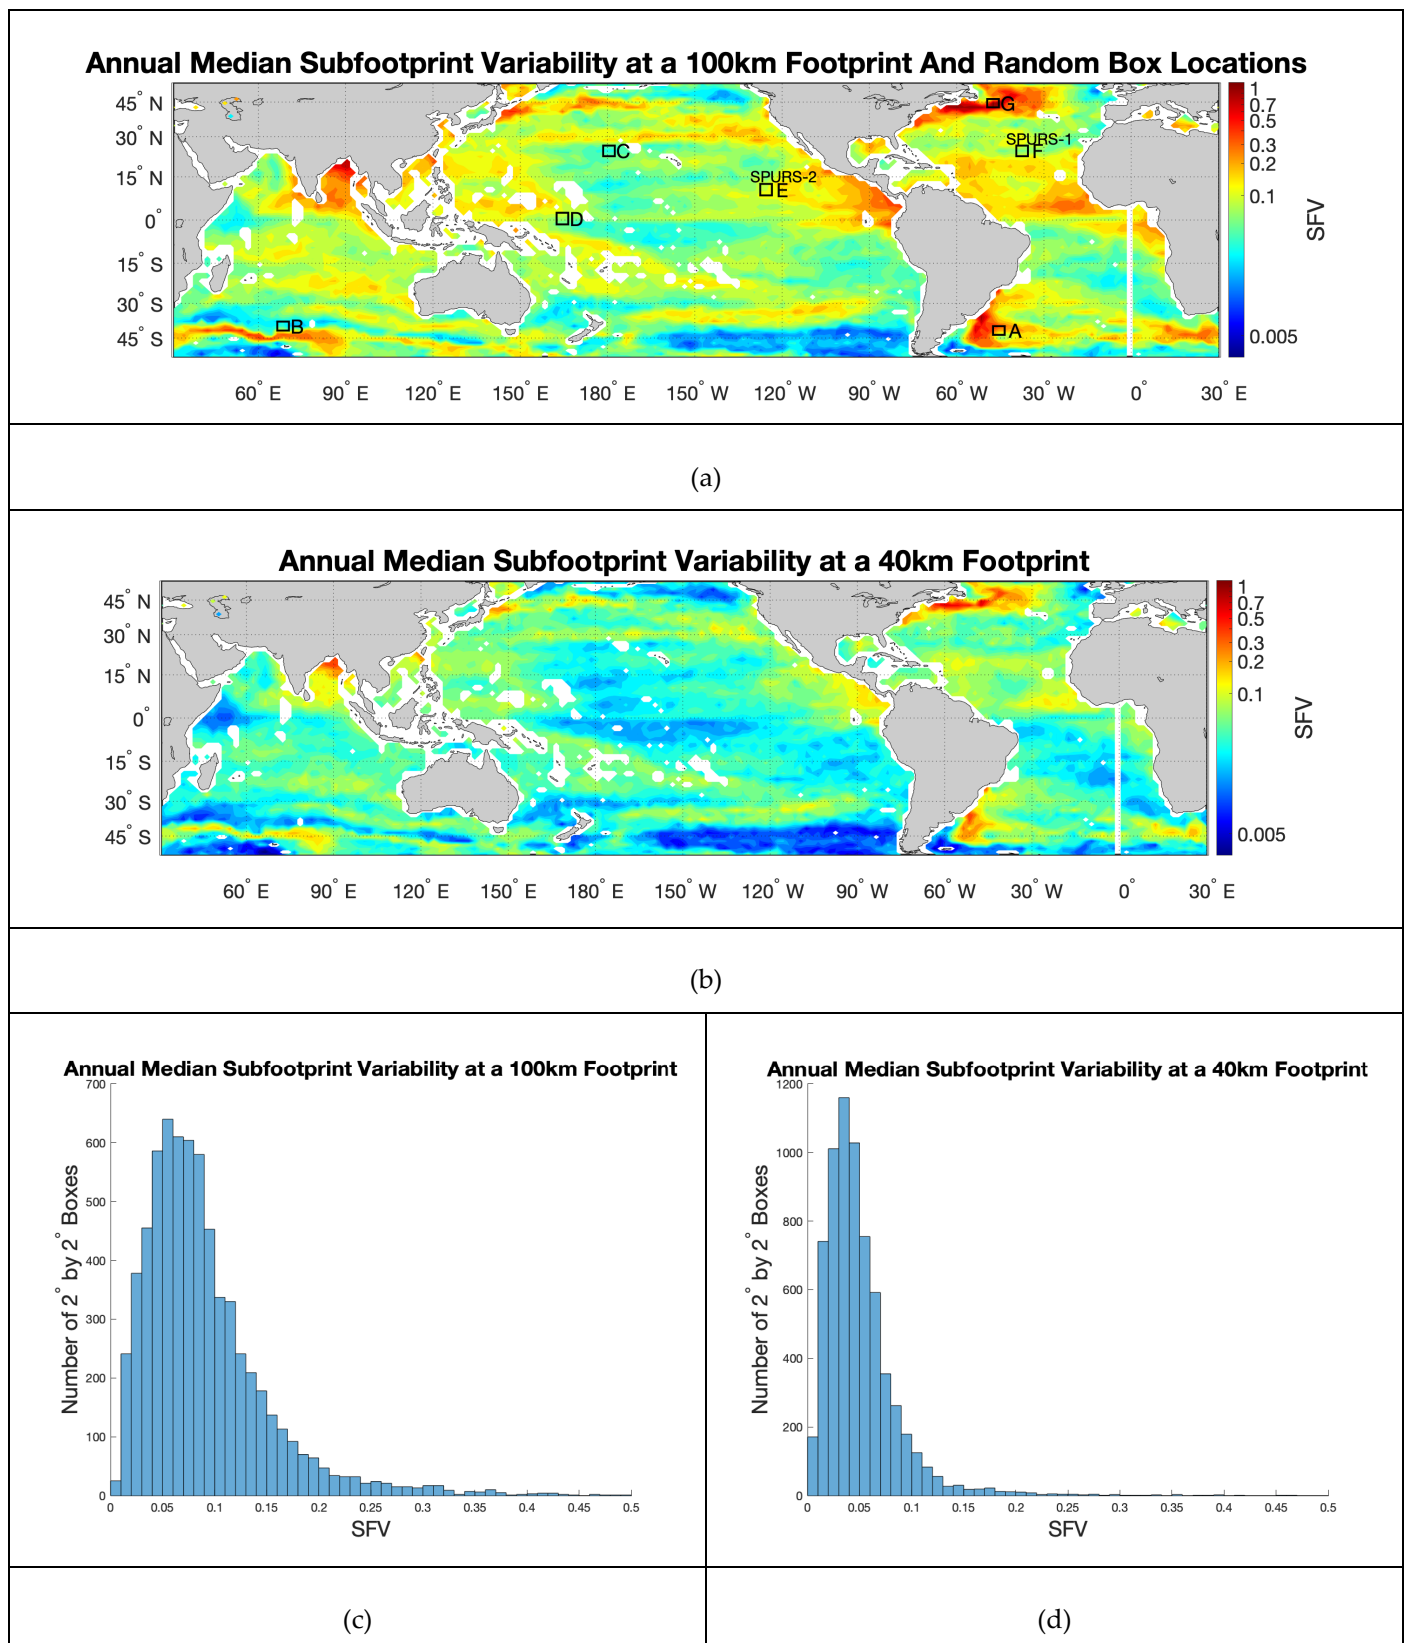 Annual Median Subfootprint Variability at a 100km Footprint And Random Box Locations
45° N
30° N
15° N
0°
15° S
30° S
45° S
60° E
90° E
120° E
150° E
180° E
150° W
120° W
90° W
60° W
30° W
0°
30° E
G
SPURS-1
F
C
SPURS-2
E
D
B
A
1
0.7
0.5
0.3
0.2
0.1
0.005
SFV
(a)
Annual Median Subfootprint Variability at a 40km Footprint
45° N
30° N
15° N
0°
15° S
30° S
45° S
60° E
90° E
120° E
150° E
180° E
150° W
120° W
90° W
60° W
30° W
0°
30° E
1
0.7
0.5
0.3
0.2
0.1
0.005
SFV
(b)
Annual Median Subfootprint Variability at a 100km Footprint
700
600
500
400
300
200
100
0
Number of 2° by 2° Boxes
0
0.05
0.1
0.15
0.2
0.25
0.3
0.35
0.4
0.45
0.5
SFV
(c)
Annual Median Subfootprint Variability at a 40km Footprint
1200
1000
800
600
400
200
0
Number of 2° by 2° Boxes
0
0.05
0.1
0.15
0.2
0.25
0.3
0.35
0.4
0.45
0.5
SFV
(d)